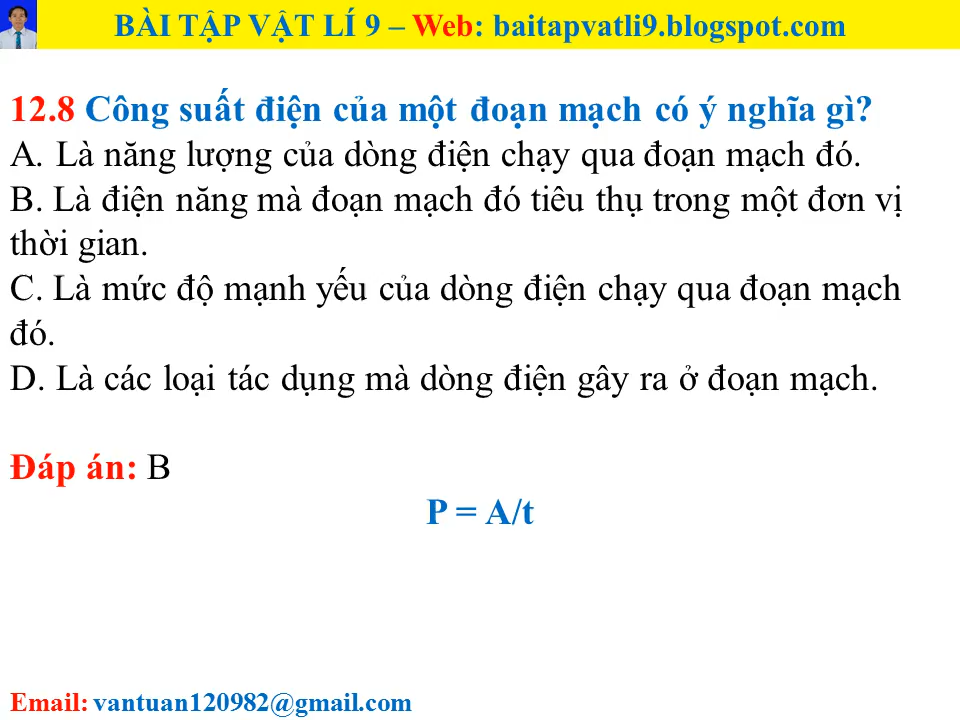 BÀI TẬP VẬT LÍ 9 – Web: baitapvatli9.blogspot.com
12.8 Công suất điện của một đoạn mạch có ý nghĩa gì?
A. Là năng lượng của dòng điện chạy qua đoạn mạch đó.
B. Là điện năng mà đoạn mạch đó tiêu thụ trong một đơn vị
thời gian.
C. Là mức độ mạnh yếu của dòng điện chạy qua đoạn mạch
đó.
D. Là các loại tác dụng mà dòng điện gây ra ở đoạn mạch.
Đáp án: B
P = A/t
Email: vantuan120982@gmail.com